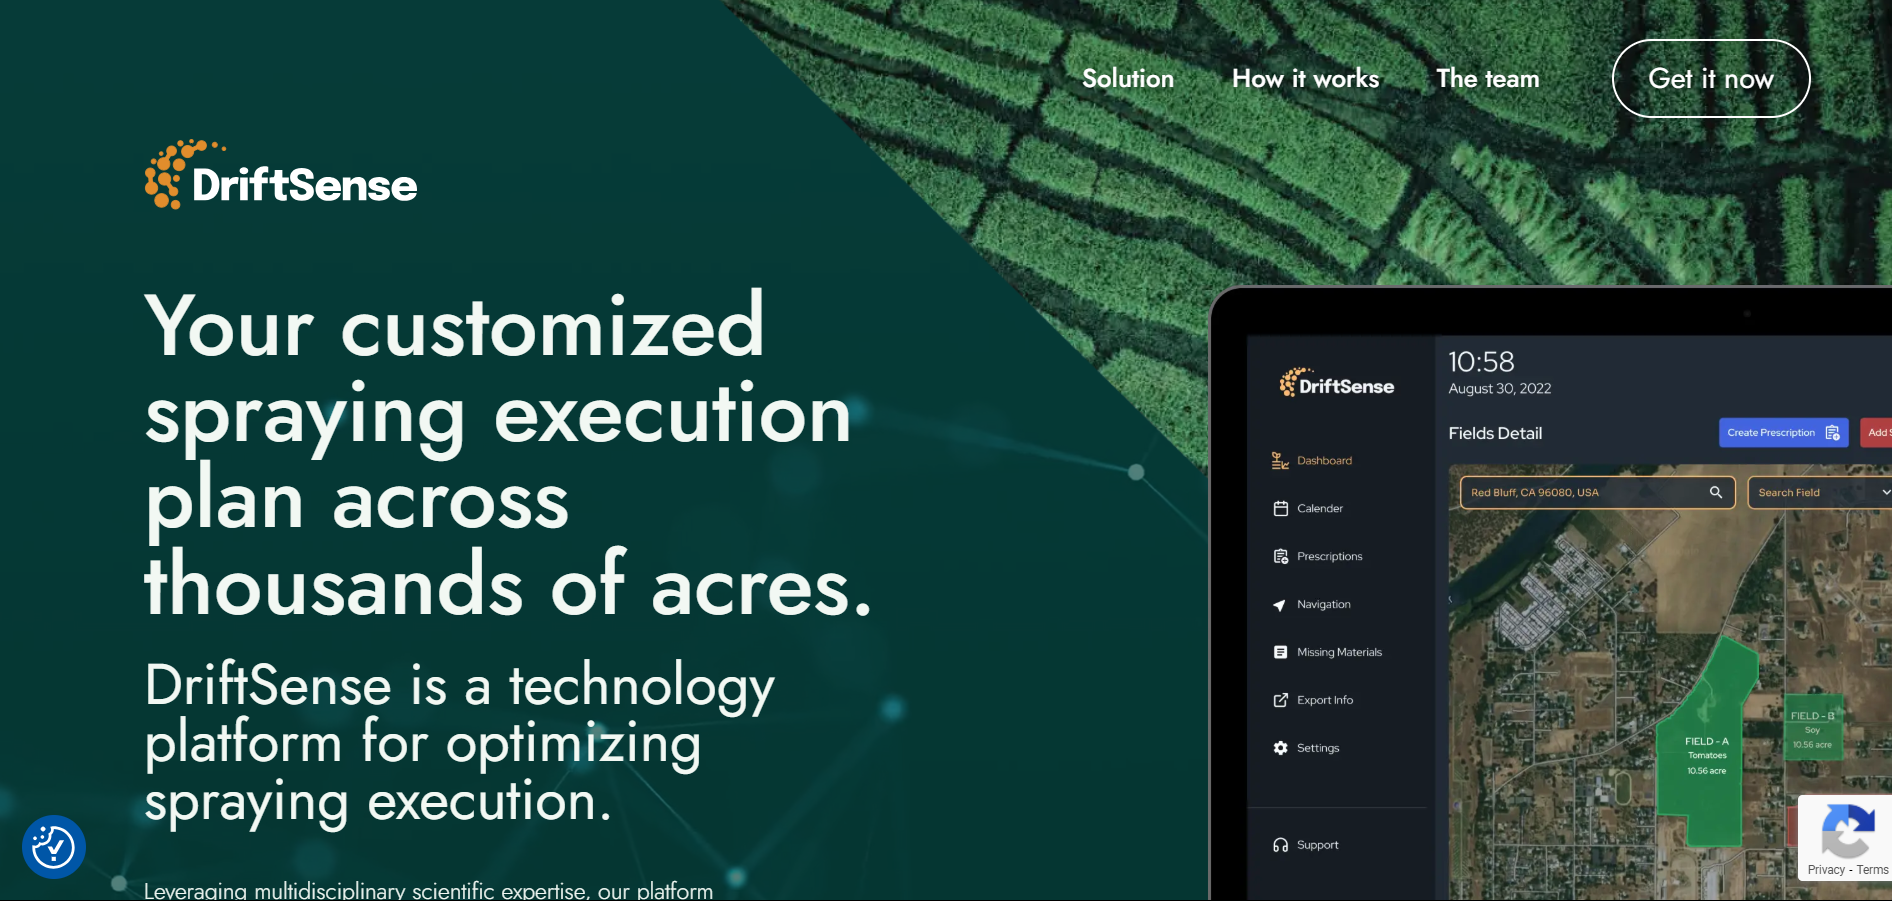 Solution How it works The team Get it now
DriftSense
Your customized
spraying execution
plan across
thousands of acres.
DriftSense is a technology
platform for optimizing
spraying execution.
Leveraging multidisciplinary scientific expertise, our platform
10:58
August 30, 2022
DriftSense
Fields Detail
Create Prescription
Add S
Red Bluff, CA 96080, USA
Search Field
Dashboard
Calender
Prescriptions
Navigation
Missing Materials
Export Info
Settings
Support
FIELD - A
Tomatoes
10.56 acre
FIELD - B
Soy
10.56 acre
Privacy - Terms